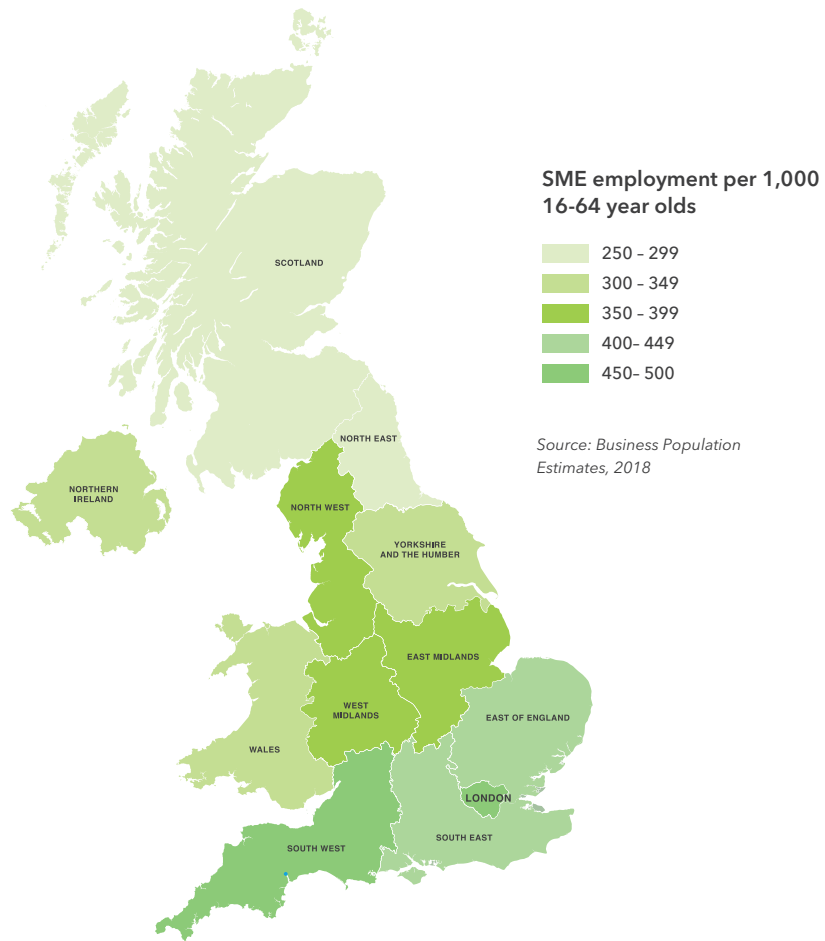 SME employment per 1,000
16-64 year olds
250 – 299
300 – 349
350 – 399
400– 449
450– 500
Source: Business Population
Estimates, 2018
SCOTLAND
NORTH EAST
NORTHERN
IRELAND
NORTH WEST
YORKSHIRE
AND THE HUMBER
EAST MIDLANDS
WEST
MIDLANDS
EAST OF ENGLAND
WALES
LONDON
SOUTH EAST
SOUTH WEST